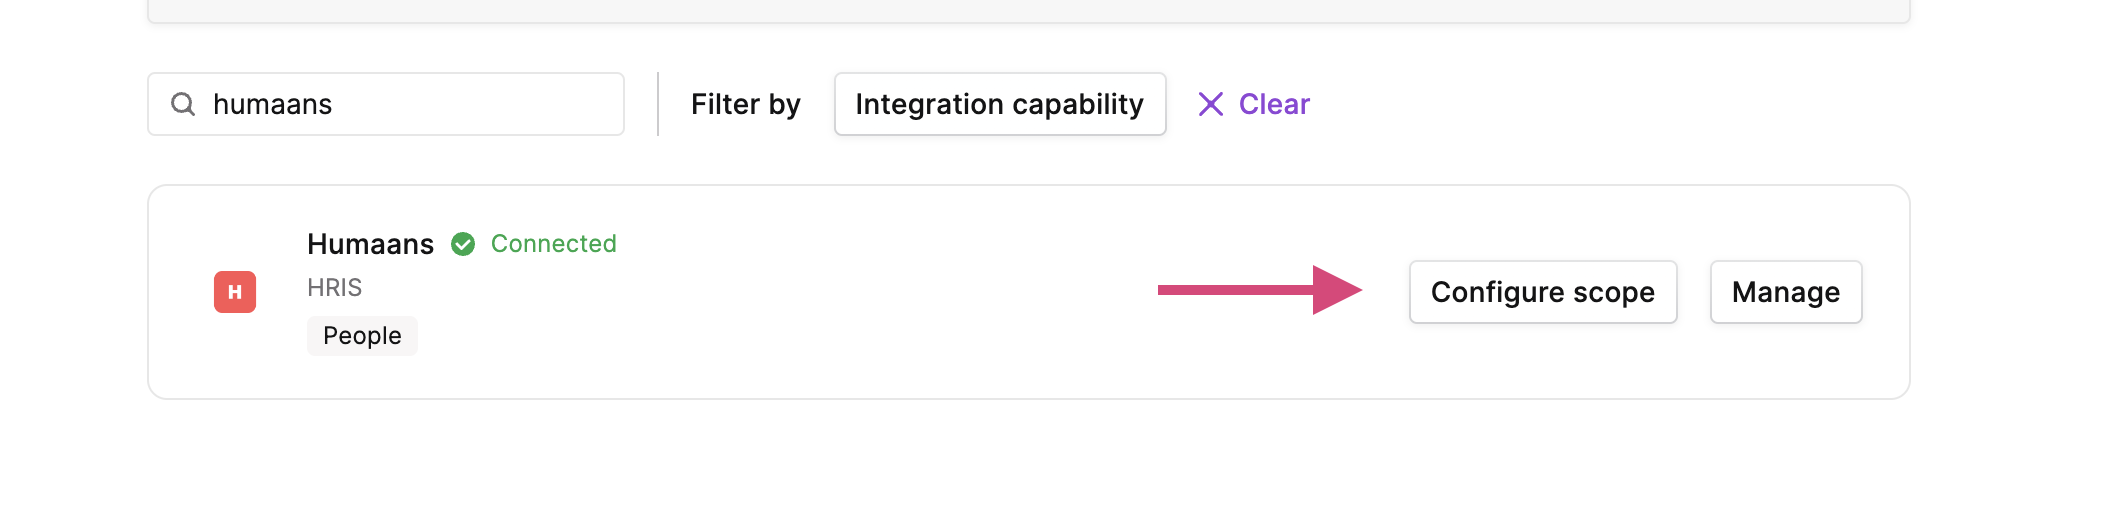 humaans
Filter by
Integration capability
Clear
Humaans
Connected
HRIS
H
People
Configure scope
Manage